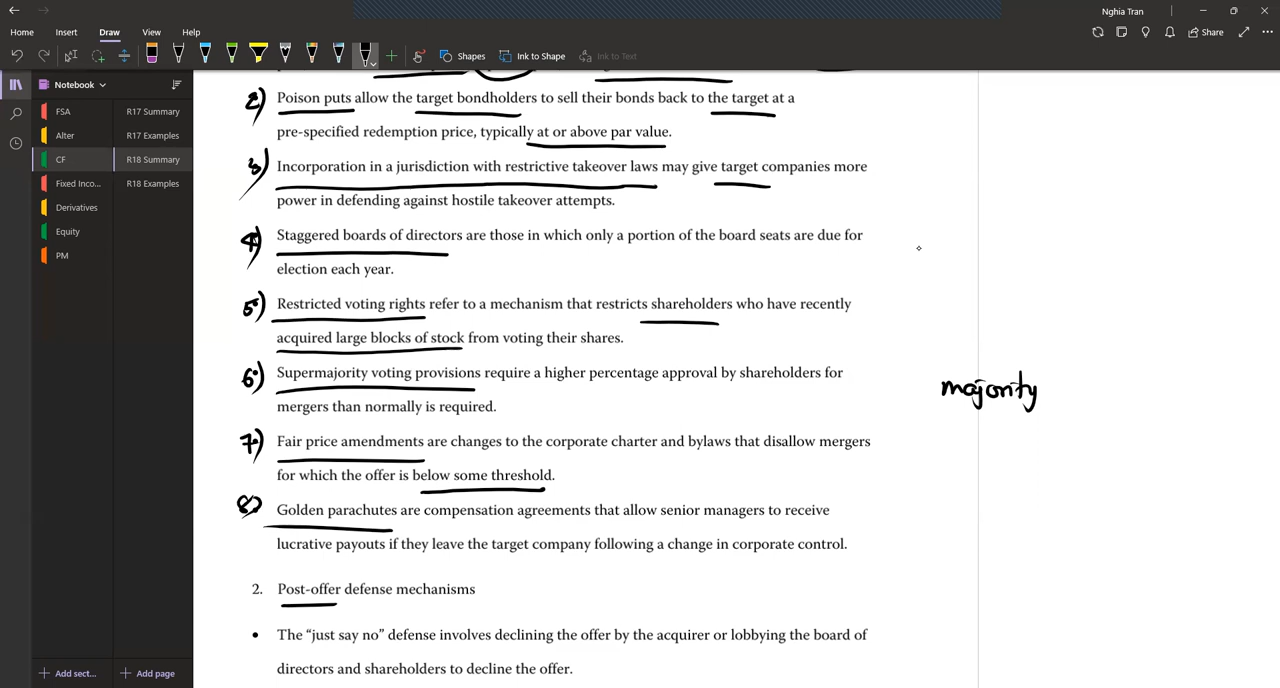 Nghia Tran
Home Insert Draw View Help
Share
Shapes Ink to Shape Ink to Text
Notebook
FSA
Alter
CF
Fixed Inco...
Derivatives
Equity
PM
R17 Summary
R17 Examples
R18 Summary
R18 Examples
2) Poison puts allow the target bondholders to sell their bonds back to the target at a
pre-specified redemption price, typically at or above par value.
3) Incorporation in a jurisdiction with restrictive takeover laws may give target companies more
power in defending against hostile takeover attempts.
4) Staggered boards of directors are those in which only a portion of the board seats are due for
election each year.
5) Restricted voting rights refer to a mechanism that restricts shareholders who have recently
acquired large blocks of stock from voting their shares.
6) Supermajority voting provisions require a higher percentage approval by shareholders for
mergers than normally is required.
majority
7) Fair price amendments are changes to the corporate charter and bylaws that disallow mergers
for which the offer is below some threshold.
8) Golden parachutes are compensation agreements that allow senior managers to receive
lucrative payouts if they leave the target company following a change in corporate control.
2. Post-offer defense mechanisms
• The “just say no” defense involves declining the offer by the acquirer or lobbying the board of
directors and shareholders to decline the offer.
Add sect... Add page